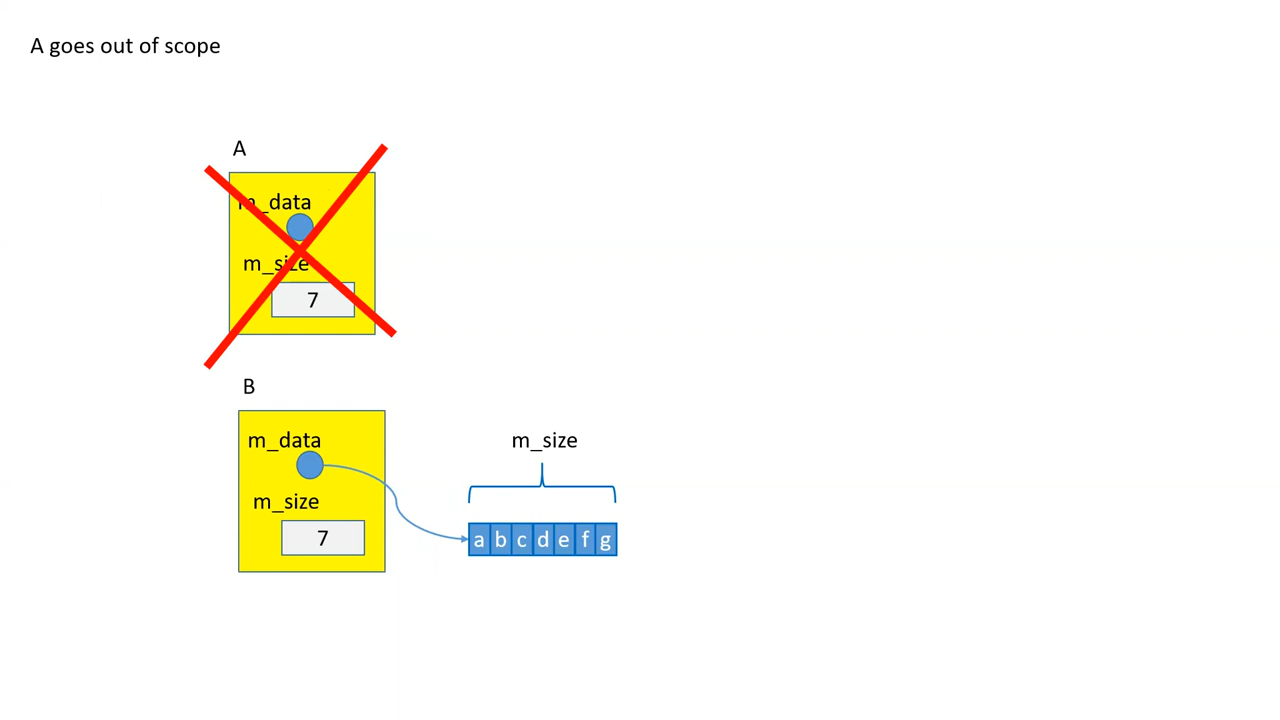 A goes out of scope
A
m_data
m_size
7
B
m_data
m_size
m_size
7
a b c d e f g